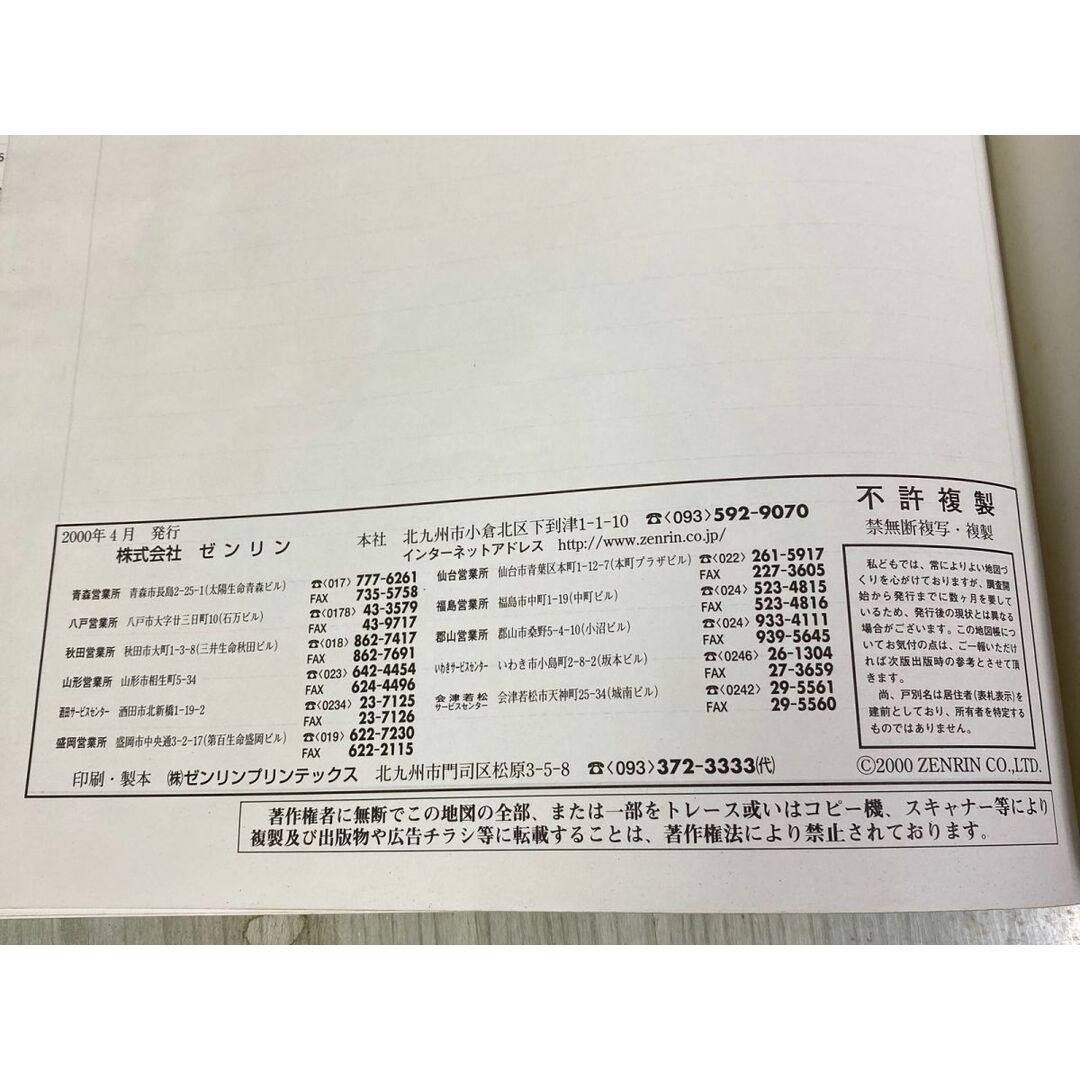 2000年4月 発行
株式会社 ゼンリン
本社 北九州市小倉北区下到津1-1-10 ☎〈093〉592-9070
インターネットアドレス http://www.zenrin.co.jp/
青森営業所 青森市長島2-25-1(太陽生命青森ビル) ☎〈017〉777-6261
FAX 735-5758
八戸営業所 八戸市大字廿三日町10(石万ビル) ☎〈0178〉43-3579
FAX 43-9717
秋田営業所 秋田市大町1-3-8(三井生命秋田ビル) ☎〈018〉862-7417
FAX 862-7691
山形営業所 山形市相生町5-34 ☎〈023〉642-4454
FAX 624-4496
酒田サービスセンター 酒田市北新橋1-19-2 ☎〈0234〉23-7125
FAX 23-7126
盛岡営業所 盛岡市中央通3-2-17(第百生命盛岡ビル) ☎〈019〉622-7230
FAX 622-2115
仙台営業所 仙台市青葉区本町1-12-7(本町プラザビル) ☎〈022〉261-5917
FAX 227-3605
福島営業所 福島市中町1-19(中町ビル) ☎〈024〉523-4815
FAX 523-4816
郡山営業所 郡山市桑野5-4-10(小沼ビル) ☎〈024〉933-4111
FAX 939-5645
いわきサービスセンター いわき市小島町2-8-2(坂本ビル) ☎〈0246〉26-1304
FAX 27-3659
会津若松
サービスセンター 会津若松市天神町25-34(城南ビル) ☎〈0242〉29-5561
FAX 29-5560
印刷・製本 ㈱ゼンリンプリンテックス 北九州市門司区松原3-5-8 ☎〈093〉372-3333(代)
不許複製
禁無断複写・複製
私どもでは、常によりよい地図づ
くりを心がけておりますが、調査開
始から発行までに数ヶ月を要して
いるため、発行後の現状とは異なる
場合がございます。この地図帳につ
いてお気付の点は、ご一報いただけ
れば次版出版時の参考とさせて頂
きます。
尚、戸別名は居住者(表札表示)を
建前としており、所有者を特定する
ものではありません。
©2000 ZENRIN CO.,LTD.
著作権者に無断でこの地図の全部、または一部をトレース或いはコピー機、スキャナー等により
複製及び出版物や広告チラシ等に転載することは、著作権法により禁止されております。